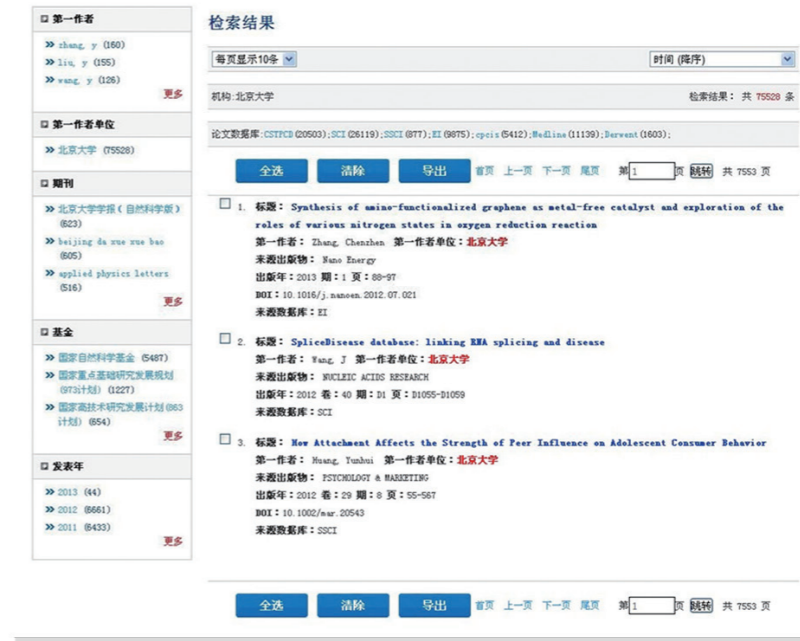 第一作者
zhang, y (160)
liu, y (155)
wang, y (126)
更多
第一作者单位
北京大学 (75528)
期刊
北京大学学报(自然科学版)
(623)
beijing da xue xue bao
(605)
applied physics letters
(516)
更多
基金
国家自然科学基金 (5487)
国家重点基础研究发展规划
(973计划) (1227)
国家高技术研究发展计划(863
计划) (654)
更多
发表年
2013 (44)
2012 (6661)
2011 (6433)
更多
检索结果
每页显示10条 时间 (降序)
机构:北京大学 检索结果: 共 75528 条
论文数据库:CSTPCD(20503);SCI(26119);SSCI(877);EI(9875);cpcis(5412);Medline(11139);Derwent(1603);
全选 清除 导出 首页 上一页 下一页 尾页 第1页 跳转 共 7553 页
1. 标题: Synthesis of amino-functionalized graphene as metal-free catalyst and exploration of the
roles of various nitrogen states in oxygen reduction reaction
第一作者: Zhang, Chenzhen 第一作者单位:北京大学
来源出版物: Nano Energy
出版年:2013 期:1 页:88-97
DOI:10.1016/j.nanoen.2012.07.021
来源数据库:EI
2. 标题: SpliceDisease database: linking RNA splicing and disease
第一作者: Wang, J 第一作者单位:北京大学
来源出版物: NUCLEIC ACIDS RESEARCH
出版年:2012 卷:40 期:D1 页:D1055-D1059
来源数据库:SCI
3. 标题: How Attachment Affects the Strength of Peer Influence on Adolescent Consumer Behavior
第一作者: Huang, Yunhui 第一作者单位:北京大学
来源出版物: PSYCHOLOGY & MARKETING
出版年:2012 卷:29 期:8 页:55-567
DOI:10.1002/mar.20543
来源数据库:SSCI
全选 清除 导出 首页 上一页 下一页 尾页 第1页 跳转 共 7553 页